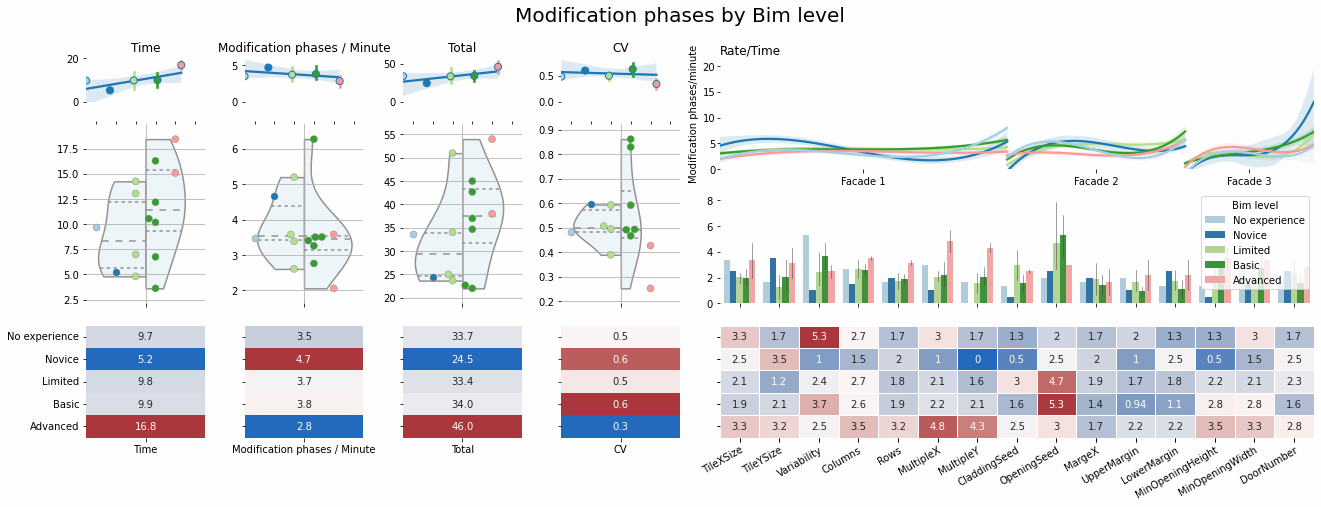 Modification phases by Bim level
Time
Modification phases / Minute
Total
CV
Rate/Time
20
0
5
0
50
0
0.5
0.0
Modification phases/minute
20
15
10
5
0
Facade 1
Facade 2
Facade 3
17.5
15.0
12.5
10.0
7.5
5.0
2.5
6
5
4
3
2
55
50
45
40
35
30
25
20
0.9
0.8
0.7
0.6
0.5
0.4
0.3
0.2
8
6
4
2
0
Bim level
No experience
Novice
Limited
Basic
Advanced
No experience 9.7 3.5 33.7 0.5 3.3 1.7 5.3 2.7 1.7 3 1.7 1.3 2 1.7 2 1.3 1.3 3 1.7
Novice 5.2 4.7 24.5 0.6 2.5 3.5 1 1.5 2 1 0 0.5 2.5 2 1 2.5 0.5 1.5 2.5
Limited 9.8 3.7 33.4 0.5 2.1 1.2 2.4 2.7 1.8 2.1 1.6 3 4.7 1.9 1.7 1.8 2.2 2.1 2.3
Basic 9.9 3.8 34.0 0.6 1.9 2.1 3.7 2.6 1.9 2.2 2.1 1.6 5.3 1.4 0.94 1.1 2.8 2.8 1.6
Advanced 16.8 2.8 46.0 0.3 3.3 3.2 2.5 3.5 3.2 4.8 4.3 2.5 3 1.7 2.2 2.2 3.5 3.3 2.8
Time
Modification phases / Minute
Total
CV
TileXSize
TileYSize
Variability
Columns
Rows
MultipleX
MultipleY
CladdingSeed
OpeningSeed
MargeX
UpperMargin
LowerMargin
MinOpeningHeight
MinOpeningWidth
DoorNumber